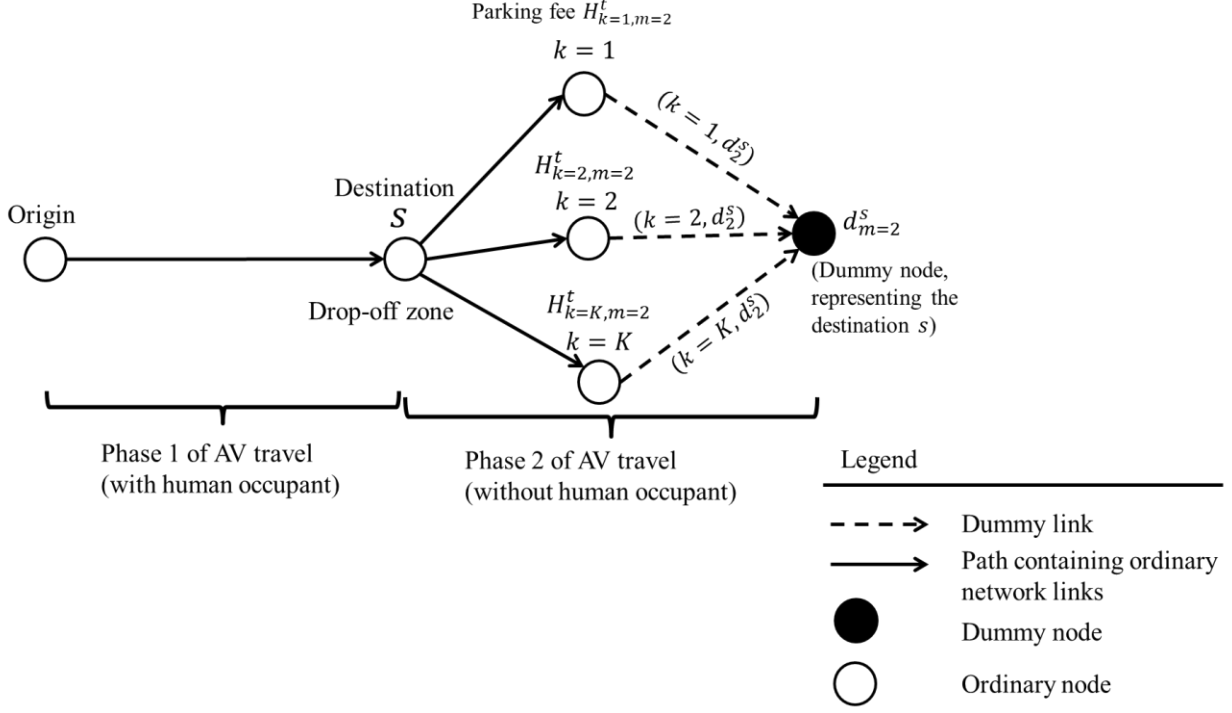 Parking fee $H^t_{k=1,m=2}$
$k = 1$
$(k = 1, d^s_2)$
$H^t_{k=2,m=2}$
$k = 2$
$(k = 2, d^s_2)$
Destination
$S$
Origin
$d^s_{m=2}$
(Dummy node,
representing the
destination $s$)
Drop-off zone
$H^t_{k=K,m=2}$
$k = K$
$(k = K, d^s_2)$
Phase 1 of AV travel
(with human occupant)
Phase 2 of AV travel
(without human occupant)
Legend
Dummy link
Path containing ordinary
network links
Dummy node
Ordinary node